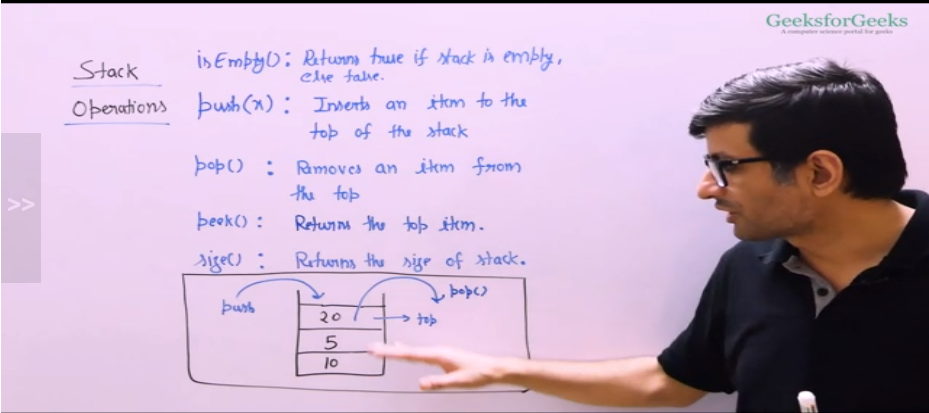 GeeksforGeeks
A computer science portal for geeks
Stack
Operations
isEmpty(): Returns true if stack is empty,
else false.
push(x) : Inserts an item to the
top of the stack
pop() : Removes an item from
the top
peek() : Returns the top item.
size() : Returns the size of stack.
push
pop()
20
top
5
10
>>